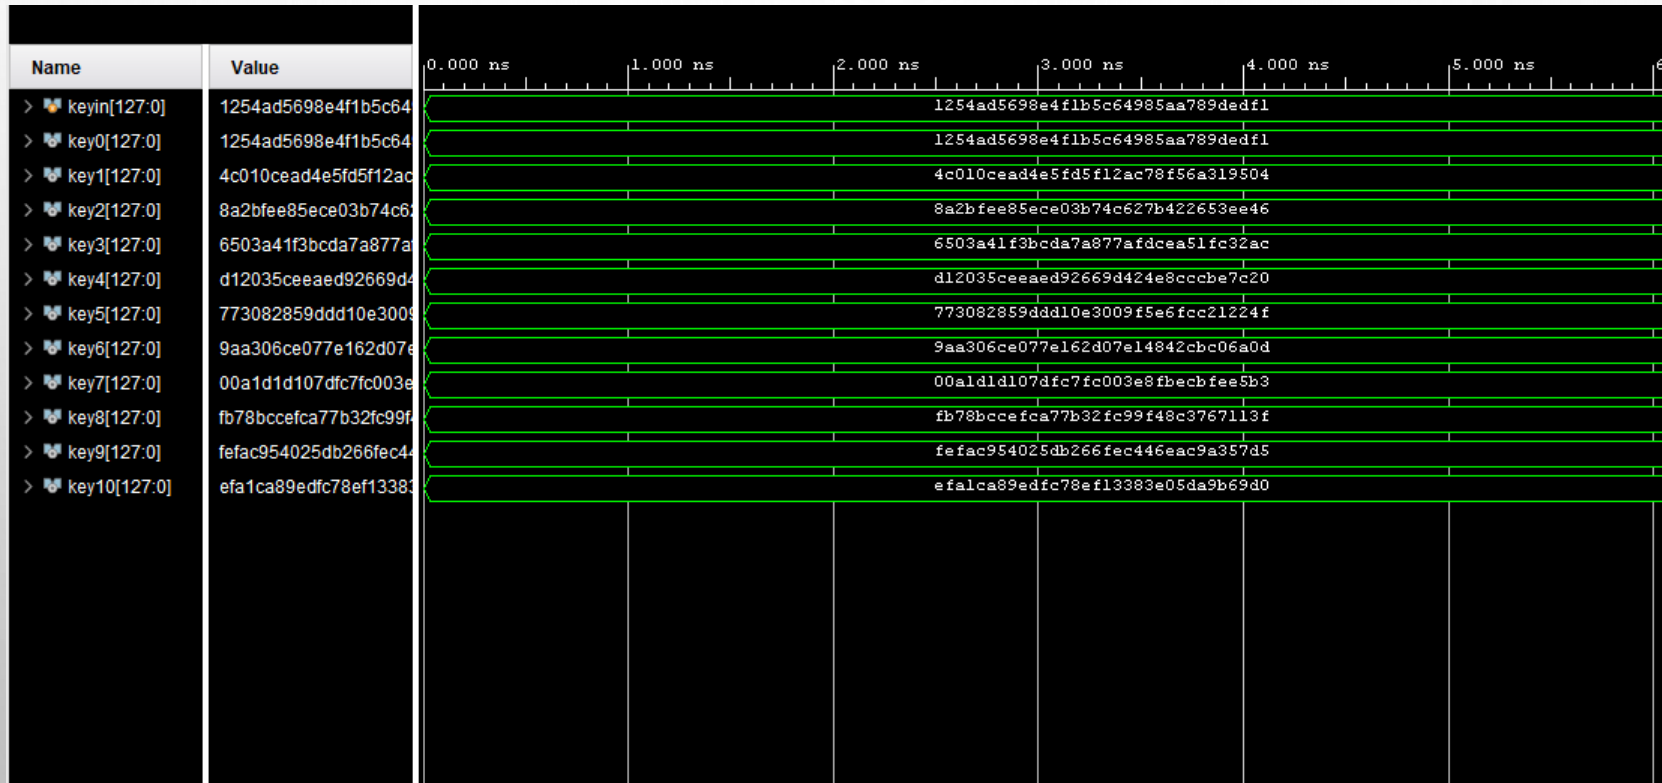 Name Value 0.000 ns 1.000 ns 2.000 ns 3.000 ns 4.000 ns 5.000 ns 6
keyin[127:0] 1254ad5698e4f1b5c64 1254ad5698e4f1b5c64985aa789dedf1
key0[127:0] 1254ad5698e4f1b5c64 1254ad5698e4f1b5c64985aa789dedf1
key1[127:0] 4c010cead4e5fd5f12ac 4c010cead4e5fd5f12ac78f56a319504
key2[127:0] 8a2bfee85ece03b74c62 8a2bfee85ece03b74c627b422653ee46
key3[127:0] 6503a41f3bcda7a877a 6503a41f3bcda7a877afdcea51fc32ac
key4[127:0] d12035ceeaed92669d4 d12035ceeaed92669d424e8cccbe7c20
key5[127:0] 773082859ddd10e3009 773082859ddd10e3009f5e6fcc21224f
key6[127:0] 9aa306ce077e162d07e 9aa306ce077e162d07e14842cbc06a0d
key7[127:0] 00a1d1d107dfc7fc003e 00a1d1d107dfc7fc003e8fbecbfee5b3
key8[127:0] fb78bccefca77b32fc99f fb78bccefca77b32fc99f48c3767113f
key9[127:0] fefac954025db266fec44 fefac954025db266fec446eac9a357d5
key10[127:0] efa1ca89edfc78ef13383 efa1ca89edfc78ef13383e05da9b69d0